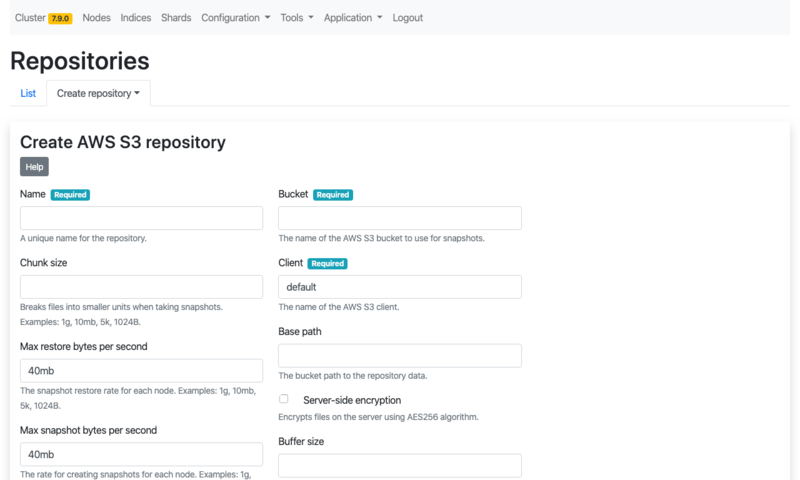 Cluster 7.9.0 Nodes Indices Shards Configuration Tools Application Logout
Repositories
List Create repository
Create AWS S3 repository
Help
Name Required
A unique name for the repository.
Chunk size
Breaks files into smaller units when taking snapshots.
Examples: 1g, 10mb, 5k, 1024B.
Max restore bytes per second
40mb
The snapshot restore rate for each node. Examples: 1g, 10mb,
5k, 1024B.
Max snapshot bytes per second
40mb
The rate for creating snapshots for each node. Examples: 1g,
Bucket Required
The name of the AWS S3 bucket to use for snapshots.
Client Required
default
The name of the AWS S3 client.
Base path
The bucket path to the repository data.
Server-side encryption
Encrypts files on the server using AES256 algorithm.
Buffer size